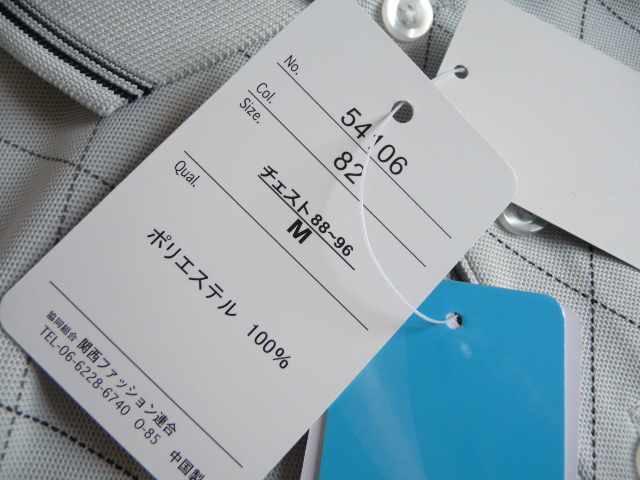 No. 54106
Col. 82
Size. チェスト88-96
M
Qual.
ポリエステル 100%
協同組合 関西ファッション連合
TEL-06-6228-6740 O-85
中国製